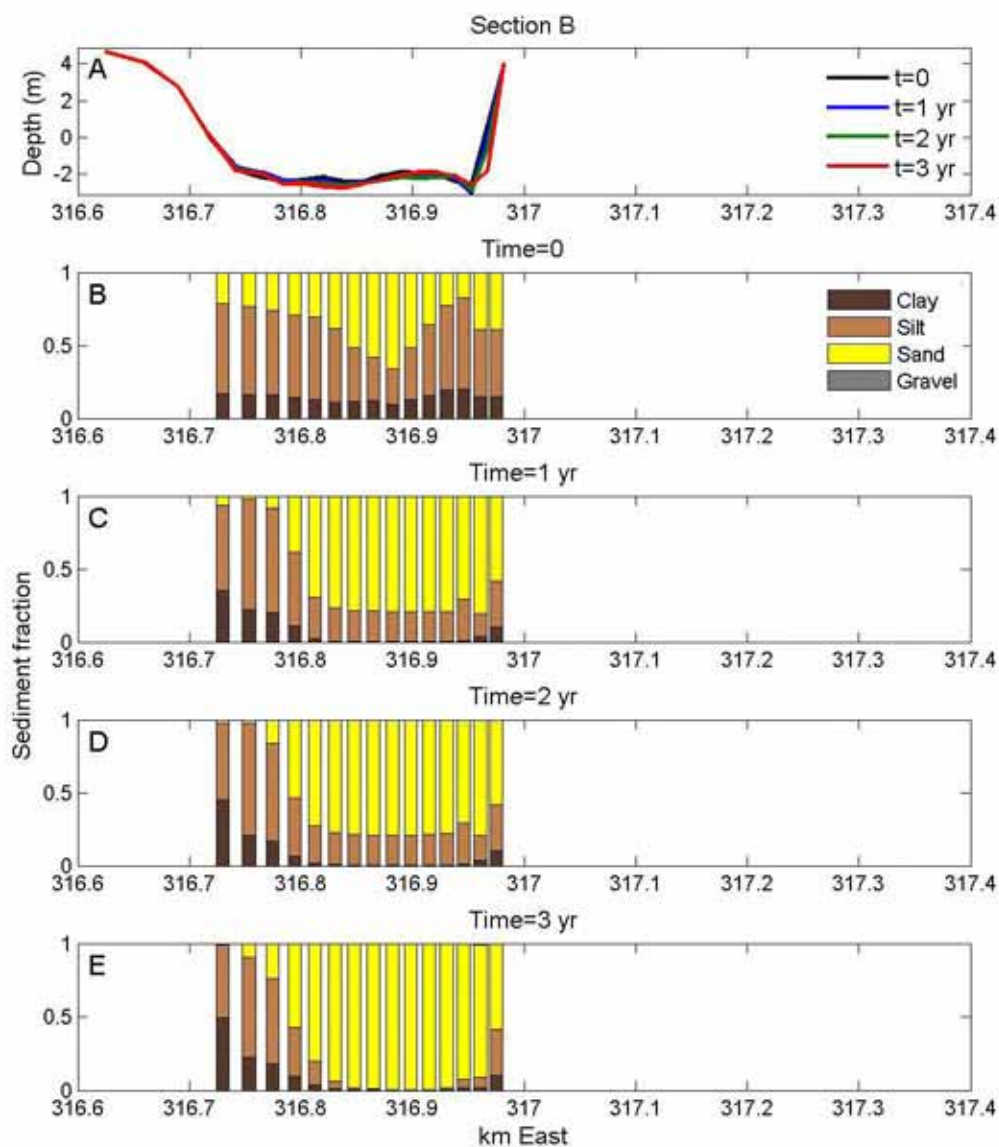 Section B
A
Depth (m)
4
2
0
-2
t=0
t=1 yr
t=2 yr
t=3 yr
316.6 316.7 316.8 316.9 317 317.1 317.2 317.3 317.4
Time=0
B
1
0.5
0
Clay
Silt
Sand
Gravel
316.6 316.7 316.8 316.9 317 317.1 317.2 317.3 317.4
Time=1 yr
C
1
0.5
0
316.6 316.7 316.8 316.9 317 317.1 317.2 317.3 317.4
Sediment fraction
Time=2 yr
D
1
0.5
0
316.6 316.7 316.8 316.9 317 317.1 317.2 317.3 317.4
Time=3 yr
E
1
0.5
0
316.6 316.7 316.8 316.9 317 317.1 317.2 317.3 317.4
km East